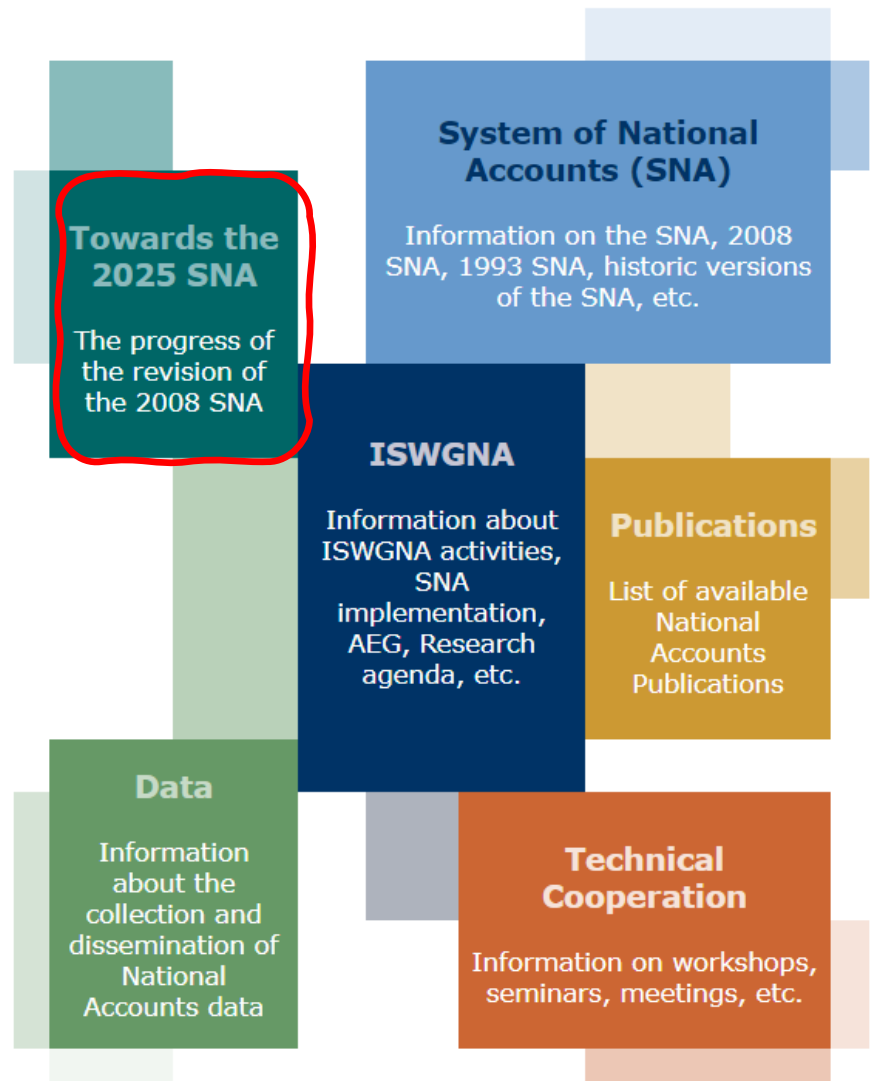 System of National
Accounts (SNA)
Information on the SNA, 2008
SNA, 1993 SNA, historic versions
of the SNA, etc.
Towards the
2025 SNA
The progress of
the revision of
the 2008 SNA
ISWGNA
Information about
ISWGNA activities,
SNA
implementation,
AEG, Research
agenda, etc.
Publications
List of available
National
Accounts
Publications
Data
Information
about the
collection and
dissemination of
National
Accounts data
Technical
Cooperation
Information on workshops,
seminars, meetings, etc.